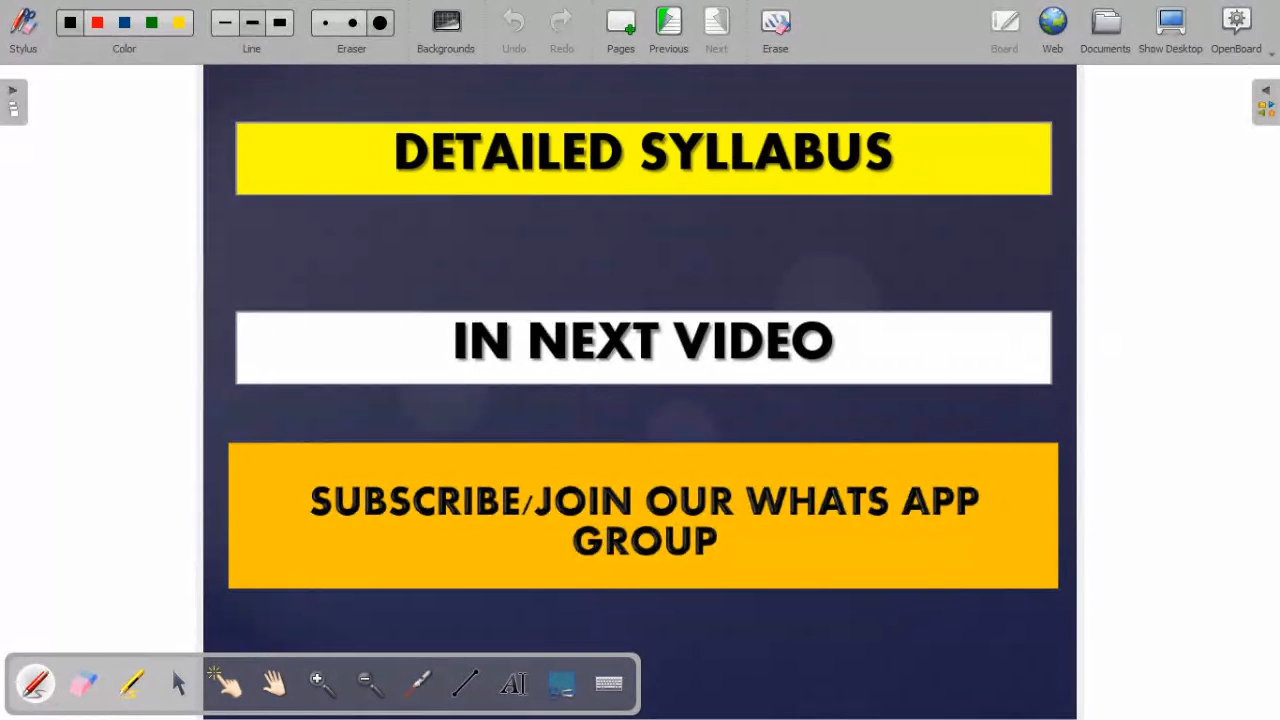 Stylus
Color
Line
Eraser
Backgrounds
Undo
Redo
Pages
Previous
Next
Erase
Board
Web
Documents
Show Desktop
OpenBoard
DETAILED SYLLABUS
IN NEXT VIDEO
SUBSCRIBE/JOIN OUR WHATS APP
GROUP
AI